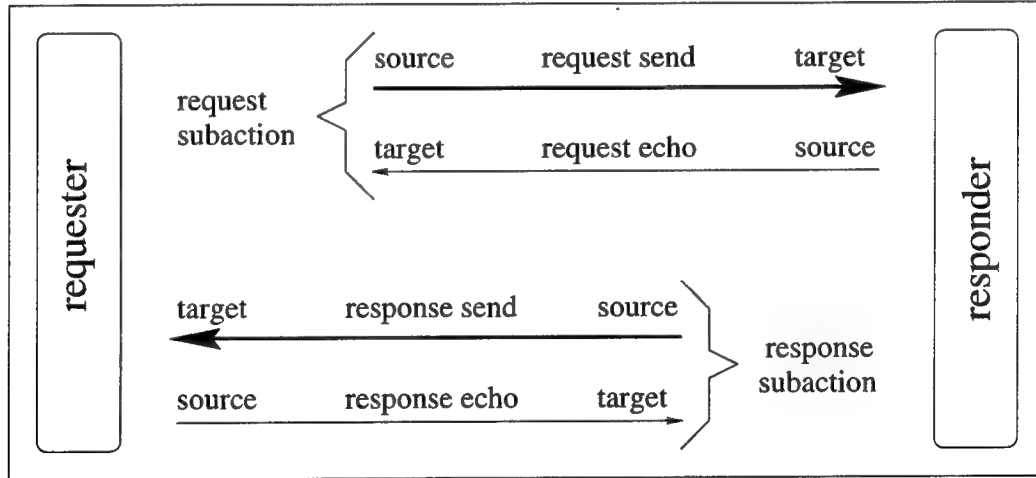 source request send target
request
subaction
target request echo source
requester
responder
target response send source
response
subaction
source response echo target